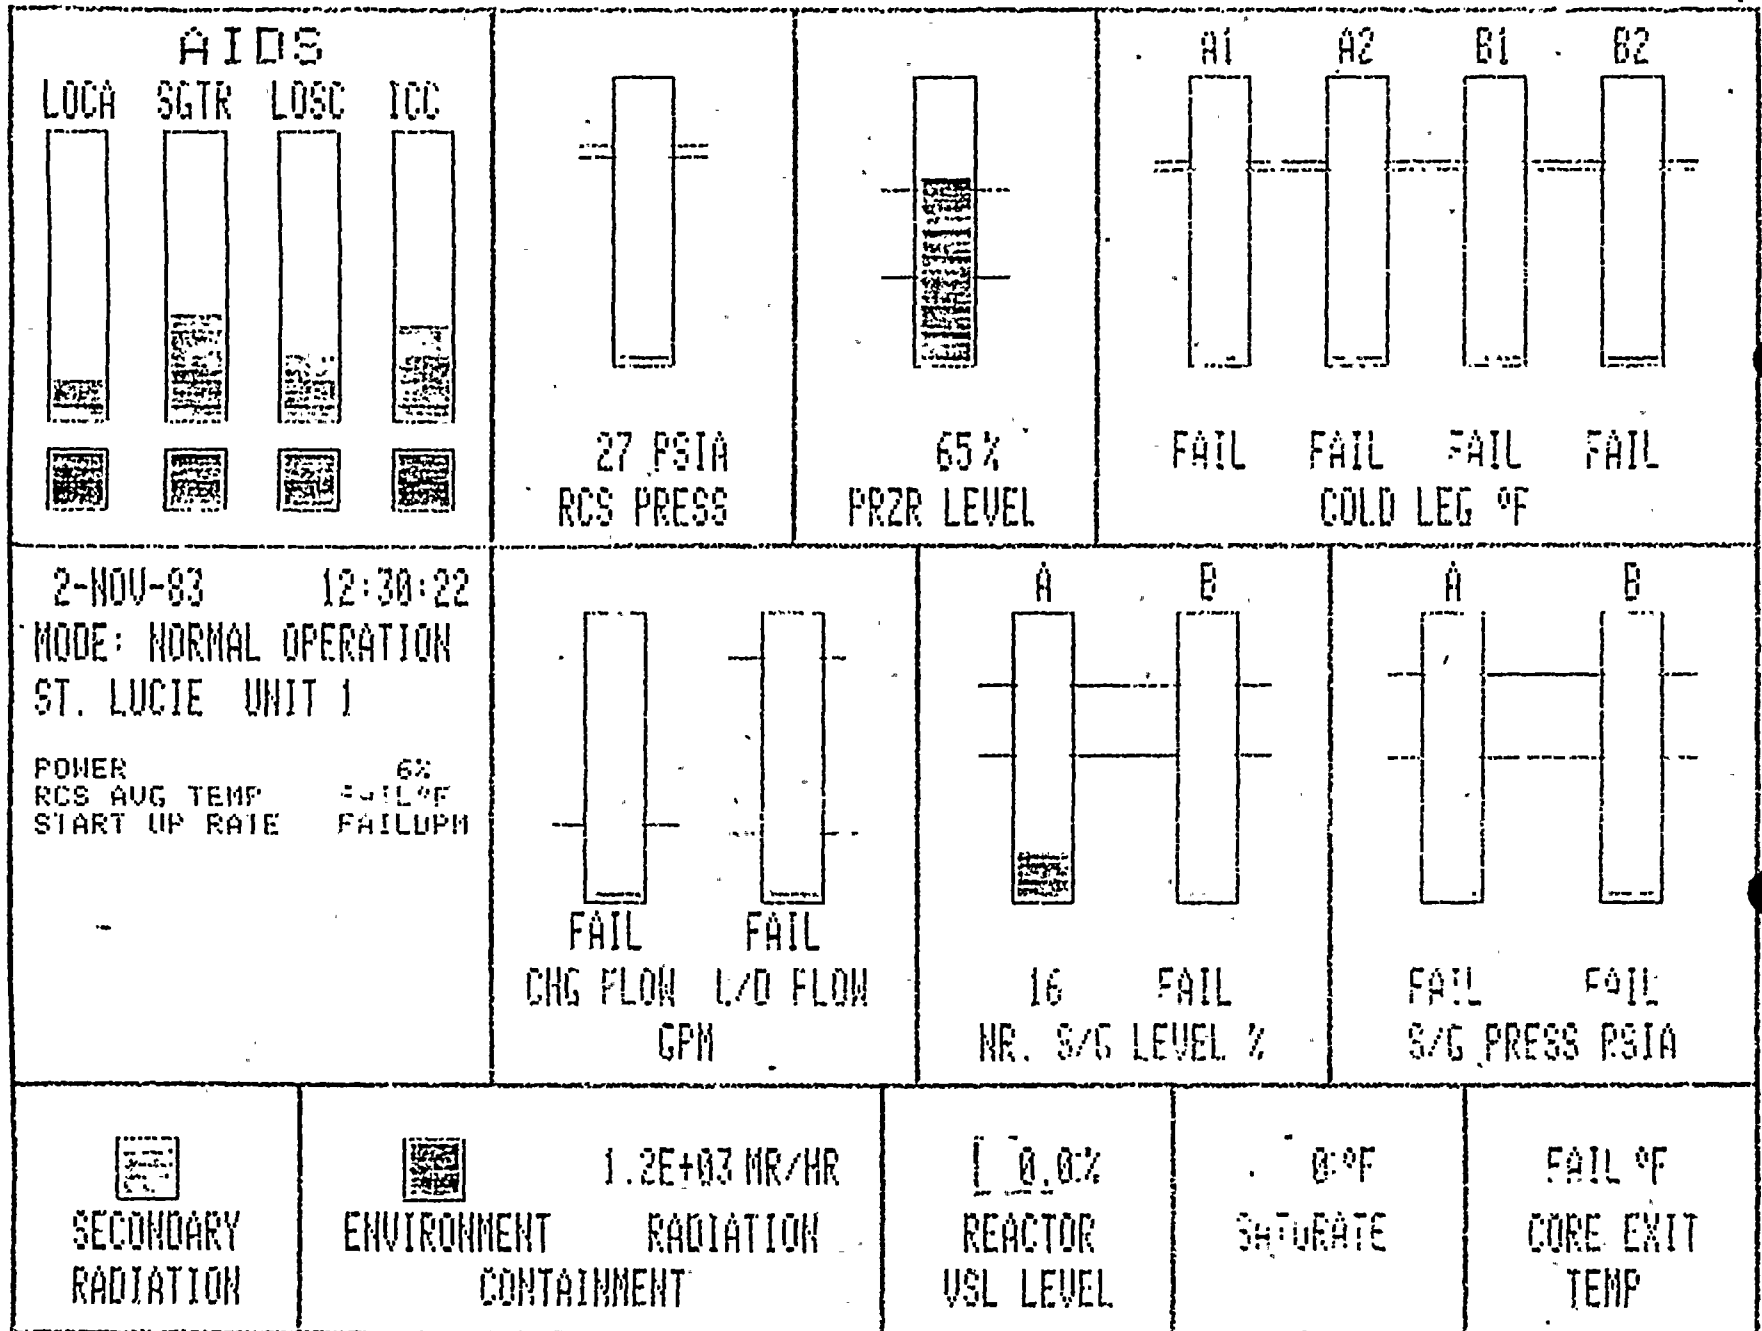 AIDS
LOCA SGTR LOSC ICC
27 PSIA
RCS PRESS
65%
PRZR LEVEL
A1 A2 B1 B2
FAIL FAIL FAIL FAIL
COLD LEG °F
2-NOV-83 12:30:22
MODE: NORMAL OPERATION
ST. LUCIE UNIT 1
POWER 6%
RCS AVG TEMP FAIL°F
START UP RATE FAILDPM
FAIL FAIL
CHG FLOW L/D FLOW
GPM
A B
16 FAIL
NR. S/G LEVEL %
A B
FAIL FAIL
S/G PRESS PSIA
SECONDARY
RADIATION
1.2E+03 MR/HR
ENVIRONMENT RADIATION
CONTAINMENT
0.0%
REACTOR
VSL LEVEL
0°F
SATURATE
FAIL °F
CORE EXIT
TEMP